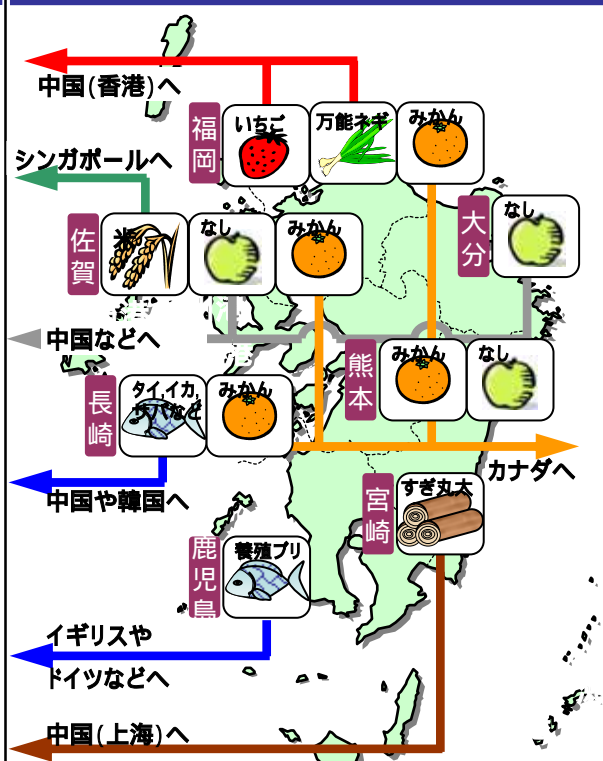 中国(香港)へ
福岡
いちご
万能ネギ
みかん
シンガポールへ
佐賀
米
なし
みかん
大分
なし
中国などへ
熊本
みかん
なし
長崎
タイ,イカ,
サバなど
みかん
カナダへ
中国や韓国へ
宮崎
すぎ丸太
鹿児島
養殖ブリ
イギリスや
ドイツなどへ
中国(上海)へ